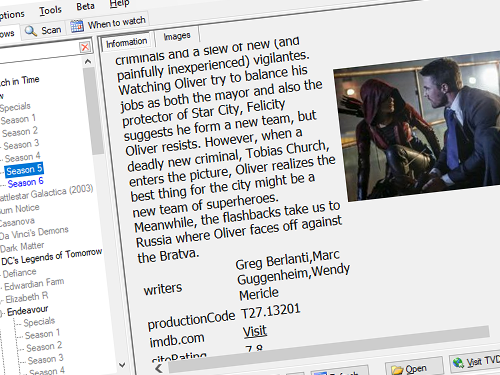 ptions Tools Beta Help
ows Scan When to watch
Information Images
tch in Time
w
Specials
Season 1
Season 2
Season 3
Season 4
Season 5
Season 6
attlestar Galactica (2003)
urn Notice
Casanova
Da Vinci's Demons
Dark Matter
DC's Legends of Tomorrow
Defiance
Edwardian Farm
Elizabeth R
Endeavour
Specials
Season 1
Season 2
Season 3
Season 4
criminals and a slew of new (and
painfully inexperienced) vigilantes.
Watching Oliver try to balance his
jobs as both the mayor and also the
protector of Star City, Felicity
suggests he form a new team, but
Oliver resists. However, when a
deadly new criminal, Tobias Church,
enters the picture, Oliver realizes the
best thing for the city might be a
new team of superheroes.
Meanwhile, the flashbacks take us to
Russia where Oliver faces off against
the Bratva.
writers Greg Berlanti,Marc
Guggenheim,Wendy
Mericle
productionCode T27.13201
imdb.com Visit
siteRating 7.8
Refresh Open Visit TVD